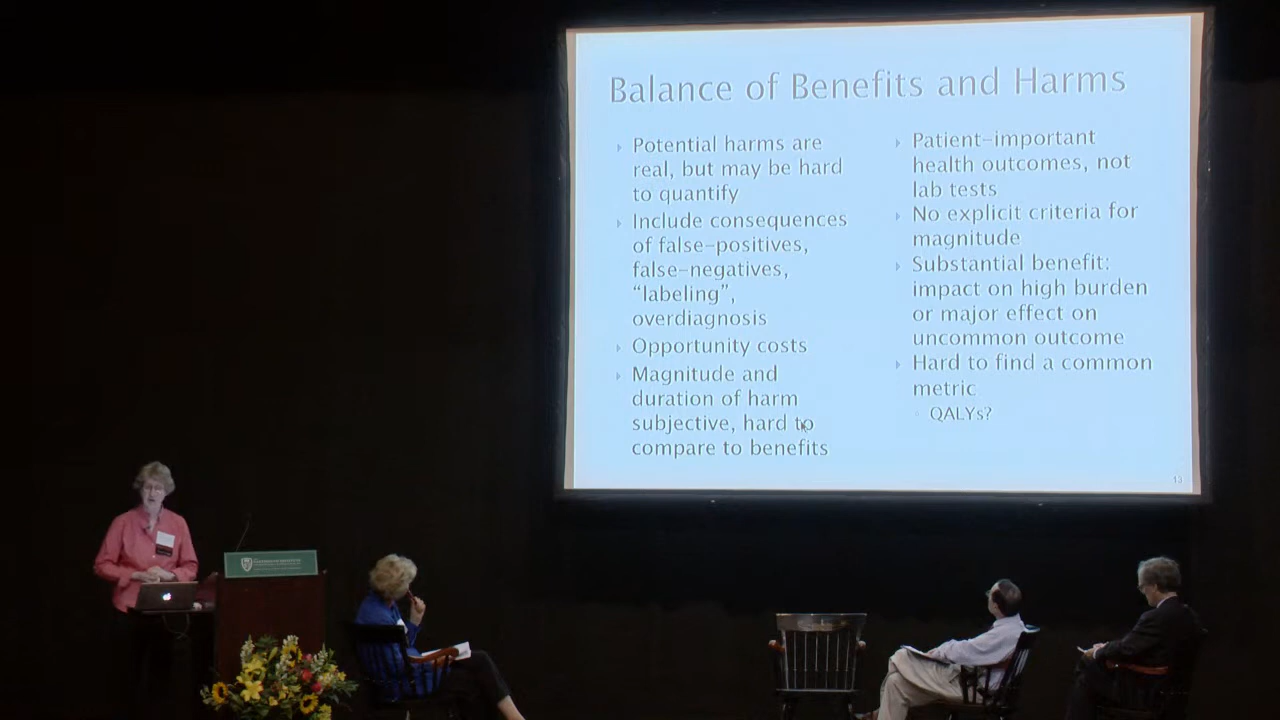 Balance of Benefits and Harms
Potential harms are
real, but may be hard
to quantify
Include consequences
of false-positives,
false-negatives,
“labeling”,
overdiagnosis
Opportunity costs
Magnitude and
duration of harm
subjective, hard to
compare to benefits
Patient-important
health outcomes, not
lab tests
No explicit criteria for
magnitude
Substantial benefit:
impact on high burden
or major effect on
uncommon outcome
Hard to find a common
metric
QALYs?
13